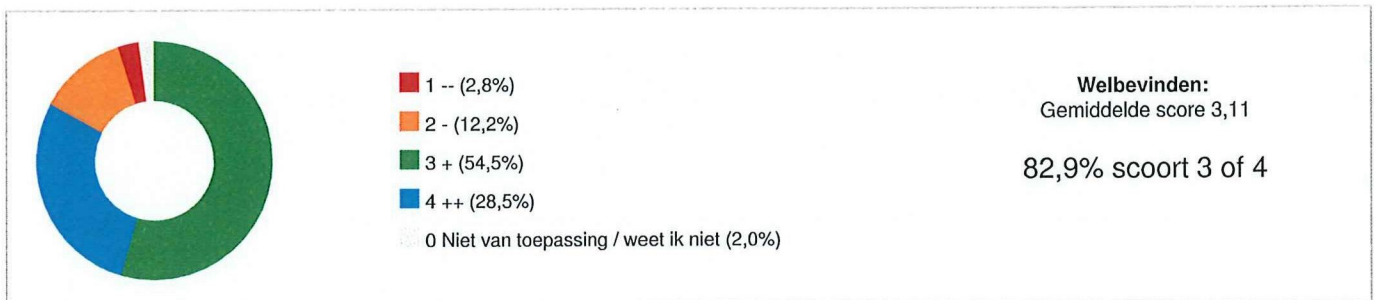 1 -- (2,8%)
2 - (12,2%)
3 + (54,5%)
4 ++ (28,5%)
0 Niet van toepassing / weet ik niet (2,0%)
Welbevinden:
Gemiddelde score 3,11
82,9% scoort 3 of 4